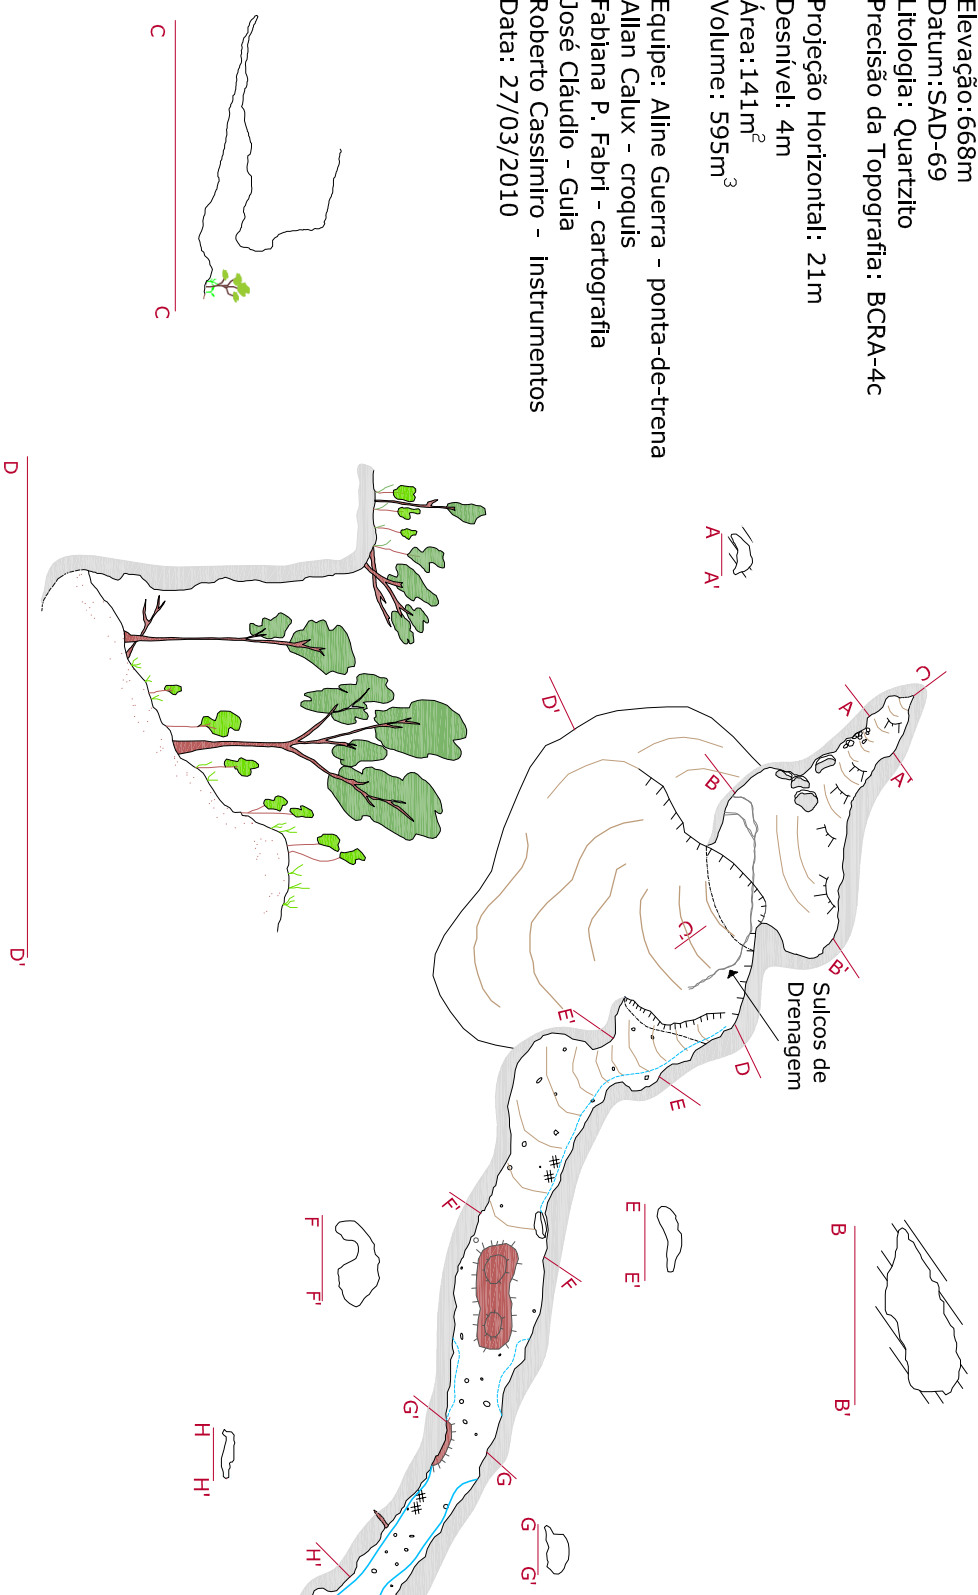 Elevação:668m
Datum:SAD-69
Litologia: Quartzito
Precisão da Topografia: BCRA-4c
Projeção Horizontal: 21m
Desnível: 4m
Área:141m²
Volume: 595m³
Equipe: Aline Guerra - ponta-de-trena
Allan Calux - croquis
Fabiana P. Fabri - cartografia
José Cláudio - Guia
Roberto Cassimiro - instrumentos
Data: 27/03/2010
C
C
D
D'
A
A'
C
A
A'
B
B'
D'
C
Sulcos de
Drenagem
E'
D
E
F'
F
G'
G
H'
E
E'
F
F'
B
B'
H
H'
G
G'